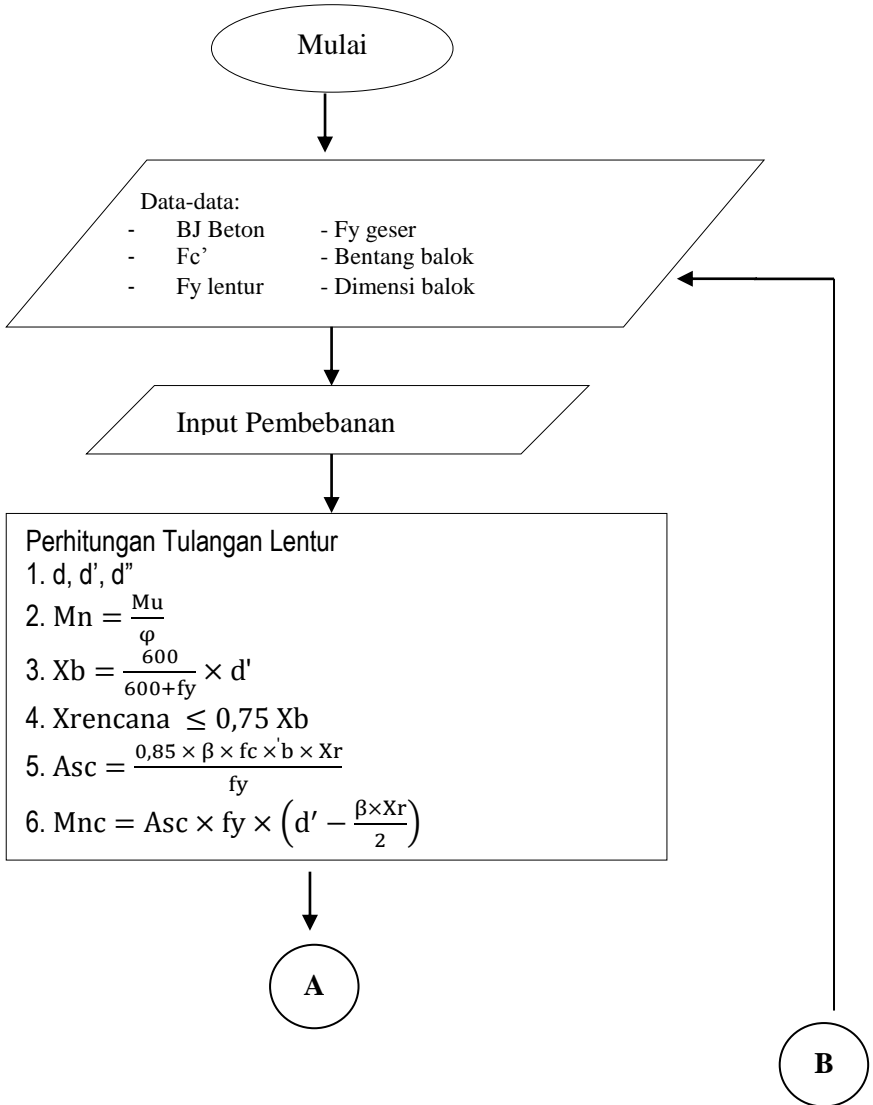 Mulai
Data-data:
- BJ Beton - Fy geser
- Fc’ - Bentang balok
- Fy lentur - Dimensi balok
Input Pembebanan
Perhitungan Tulangan Lentur
1. d, d’, d”
2. Mn = Mu/φ
3. Xb = 600/(600+fy) × d'
4. Xrencana ≤ 0,75 Xb
5. Asc = (0,85 × β × fc ×'b × Xr)/fy
6. Mnc = Asc × fy × (d′ − (β×Xr)/2)
A
B